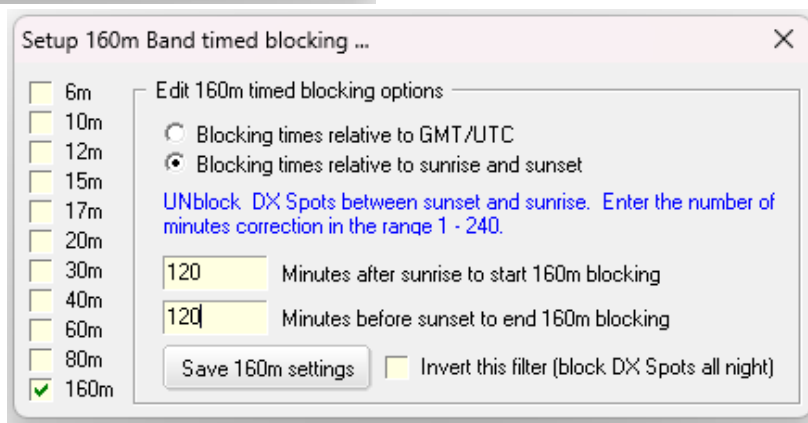 Setup 160m Band timed blocking ...
6m
10m
12m
15m
17m
20m
30m
40m
60m
80m
160m
Edit 160m timed blocking options
Blocking times relative to GMT/UTC
Blocking times relative to sunrise and sunset
UNblock DX Spots between sunset and sunrise. Enter the number of
minutes correction in the range 1 - 240.
120 Minutes after sunrise to start 160m blocking
120 Minutes before sunset to end 160m blocking
Save 160m settings Invert this filter (block DX Spots all night)